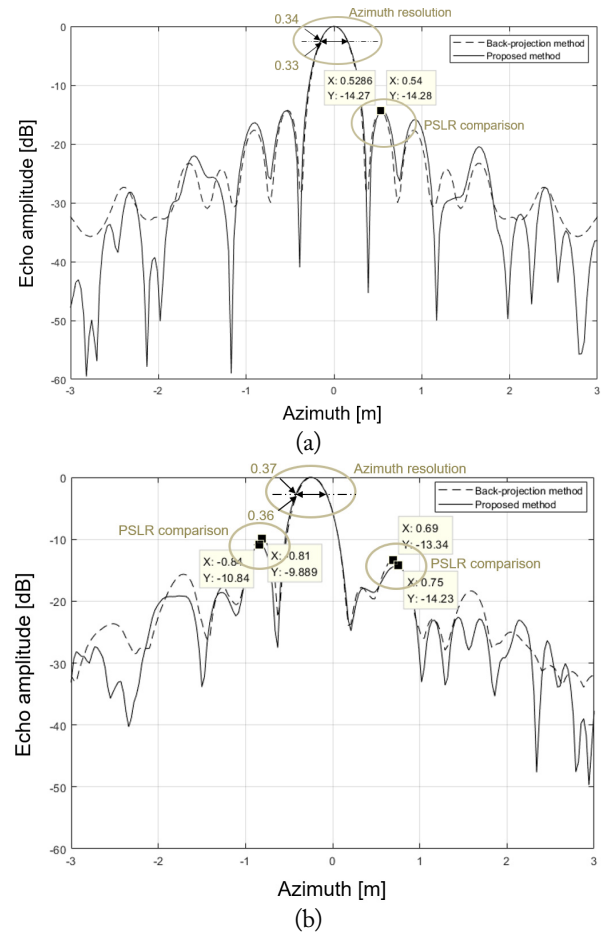 0.34
Azimuth resolution
0.33
Back-projection method
Proposed method
X: 0.5286
Y: -14.27
X: 0.54
Y: -14.28
PSLR comparison
Echo amplitude [dB]
0
-10
-20
-30
-40
-50
-60
-3
-2
-1
0
1
2
3
Azimuth [m]
(a)
0.37
Azimuth resolution
0.36
Back-projection method
Proposed method
PSLR comparison
X: -0.84
Y: -10.84
X: -0.81
Y: -9.889
X: 0.69
Y: -13.34
PSLR comparison
X: 0.75
Y: -14.23
Echo amplitude [dB]
0
-10
-20
-30
-40
-50
-60
-3
-2
-1
0
1
2
3
Azimuth [m]
(b)